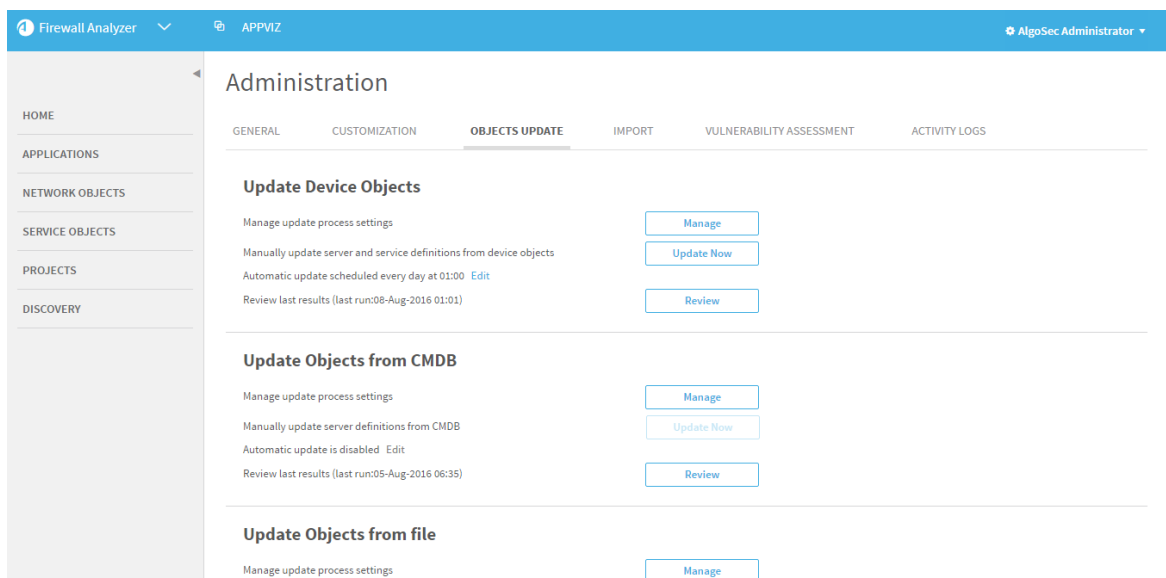 Firewall Analyzer
APPVIZ
AlgoSec Administrator
HOME
APPLICATIONS
NETWORK OBJECTS
SERVICE OBJECTS
PROJECTS
DISCOVERY
Administration
GENERAL CUSTOMIZATION OBJECTS UPDATE IMPORT VULNERABILITY ASSESSMENT ACTIVITY LOGS
Update Device Objects
Manage update process settings Manage
Manually update server and service definitions from device objects Update Now
Automatic update scheduled every day at 01:00 Edit
Review last results (last run:08-Aug-2016 01:01) Review
Update Objects from CMDB
Manage update process settings Manage
Manually update server definitions from CMDB Update Now
Automatic update is disabled Edit
Review last results (last run:05-Aug-2016 06:35) Review
Update Objects from file
Manage update process settings Manage